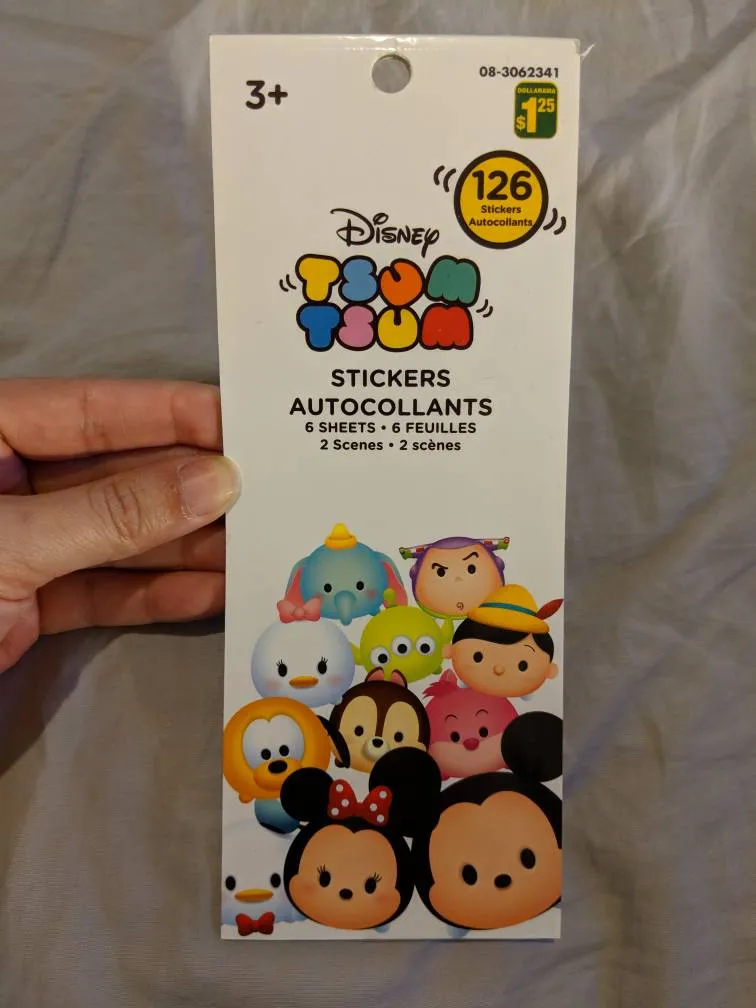 3+
08-3062341
DOLLARAMA
$1 25
126
Stickers
Autocollants
Disney
TSUM
TSUM
STICKERS
AUTOCOLLANTS
6 SHEETS • 6 FEUILLES
2 Scenes • 2 scènes